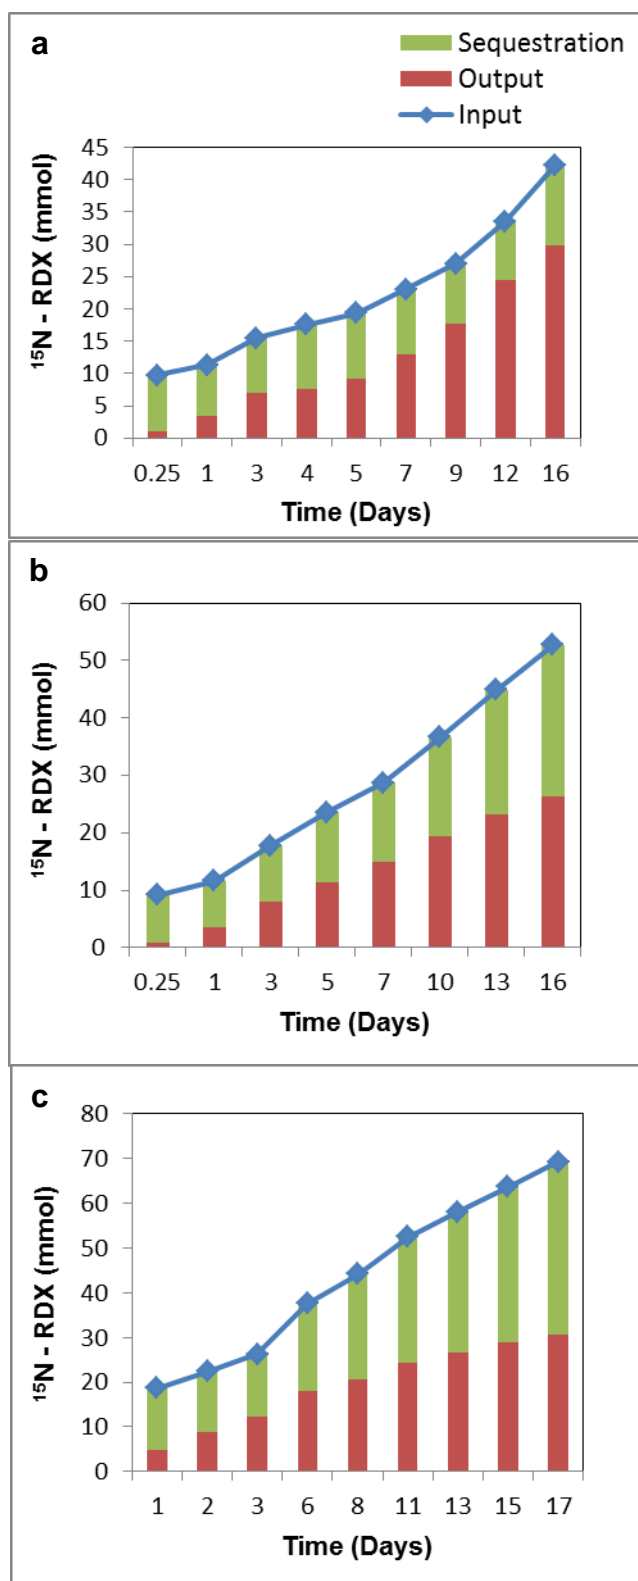 a
Sequestration
Output
Input
¹⁵N - RDX (mmol)
45
40
35
30
25
20
15
10
5
0
0.25 1 3 4 5 7 9 12 16
Time (Days)
b
¹⁵N - RDX (mmol)
60
50
40
30
20
10
0
0.25 1 3 5 7 10 13 16
Time (Days)
c
¹⁵N - RDX (mmol)
80
70
60
50
40
30
20
10
0
1 2 3 6 8 11 13 15 17
Time (Days)